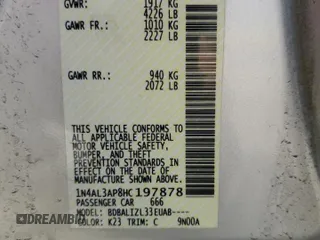 GVWR: 1917 KG
4226 LB
GAWR FR.: 1010 KG
2227 LB
GAWR RR.: 940 KG
2072 LB
THIS VEHICLE CONFORMS TO
ALL APPLICABLE FEDERAL
MOTOR VEHICLE SAFETY,
BUMPER, AND THEFT
PREVENTION STANDARDS IN
EFFECT ON THE DATE OF
MANUFACTURE SHOWN ABOVE.
1N4AL3AP8HC197878
PASSENGER CAR 666
MODEL: BDBALIZL33EUAB----
COLOR: K23 TRIM: C 9N00A
DREAMBID.COM